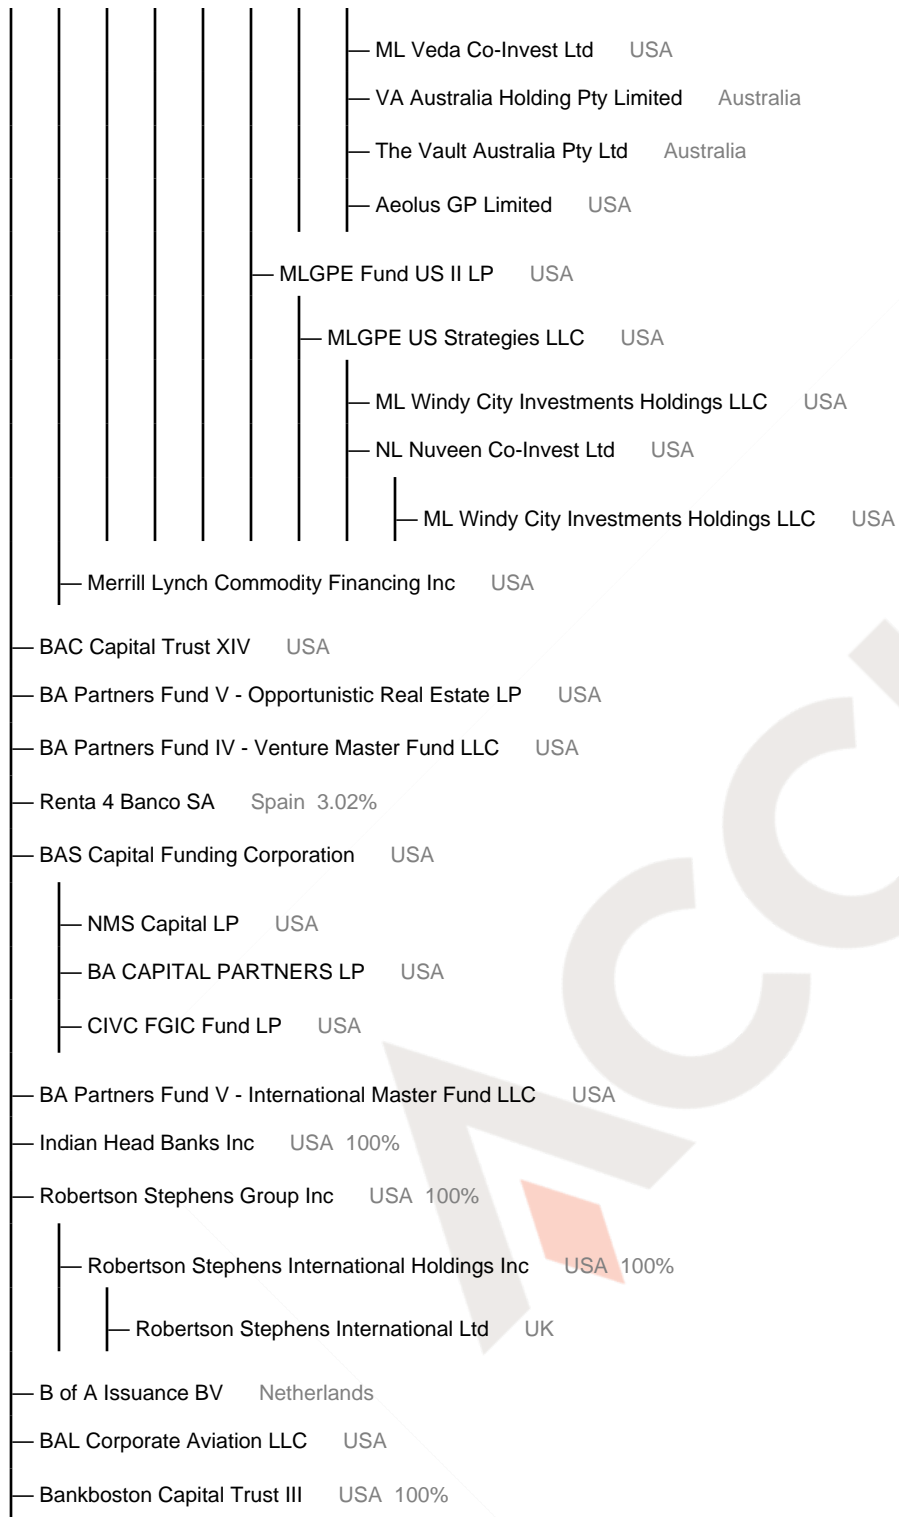 ML Veda Co-Invest Ltd USA
VA Australia Holding Pty Limited Australia
The Vault Australia Pty Ltd Australia
Aeolus GP Limited USA
MLGPE Fund US II LP USA
MLGPE US Strategies LLC USA
ML Windy City Investments Holdings LLC USA
NL Nuveen Co-Invest Ltd USA
ML Windy City Investments Holdings LLC USA
Merrill Lynch Commodity Financing Inc USA
BAC Capital Trust XIV USA
BA Partners Fund V - Opportunistic Real Estate LP USA
BA Partners Fund IV - Venture Master Fund LLC USA
Renta 4 Banco SA Spain 3.02%
BAS Capital Funding Corporation USA
NMS Capital LP USA
BA CAPITAL PARTNERS LP USA
CIVC FGIC Fund LP USA
BA Partners Fund V - International Master Fund LLC USA
Indian Head Banks Inc USA 100%
Robertson Stephens Group Inc USA 100%
Robertson Stephens International Holdings Inc USA 100%
Robertson Stephens International Ltd UK
B of A Issuance BV Netherlands
BAL Corporate Aviation LLC USA
Bankboston Capital Trust III USA 100%